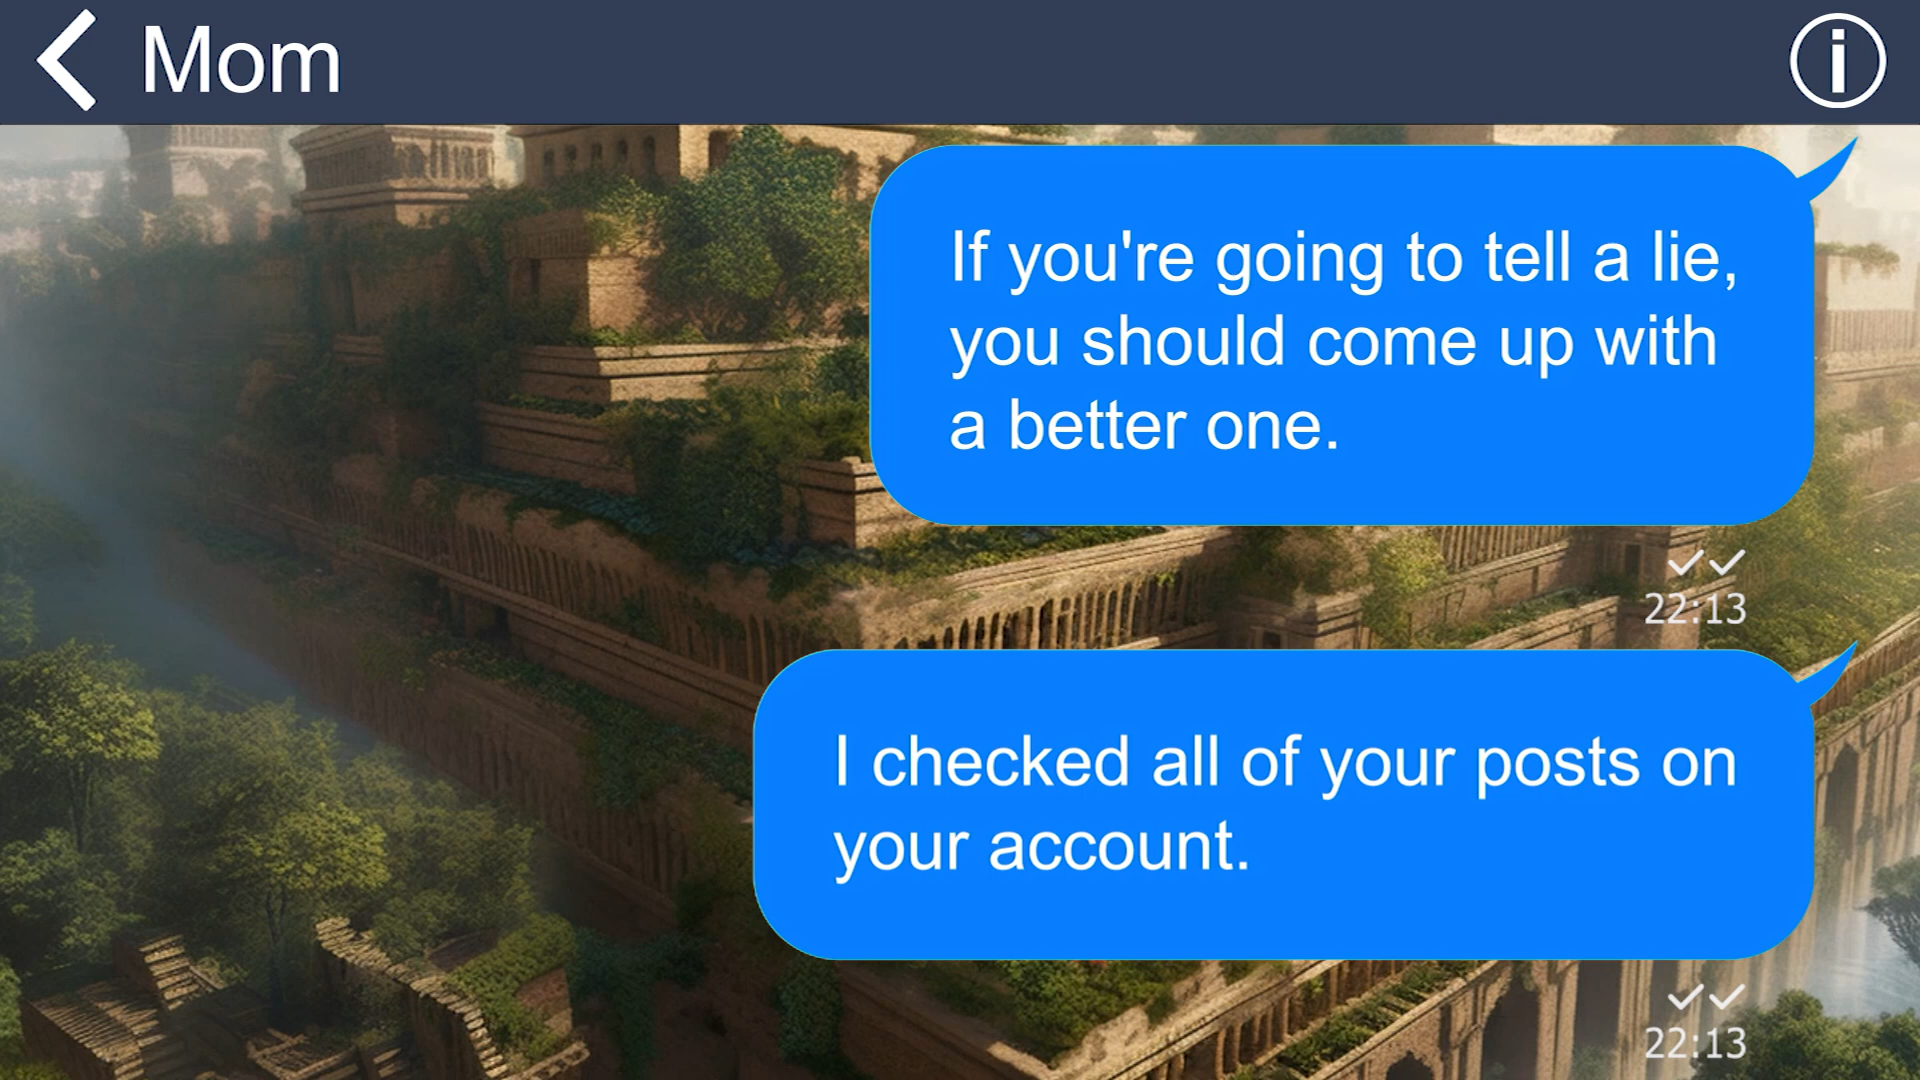 Mom
If you're going to tell a lie,
you should come up with
a better one.
22:13
I checked all of your posts on
your account.
22:13